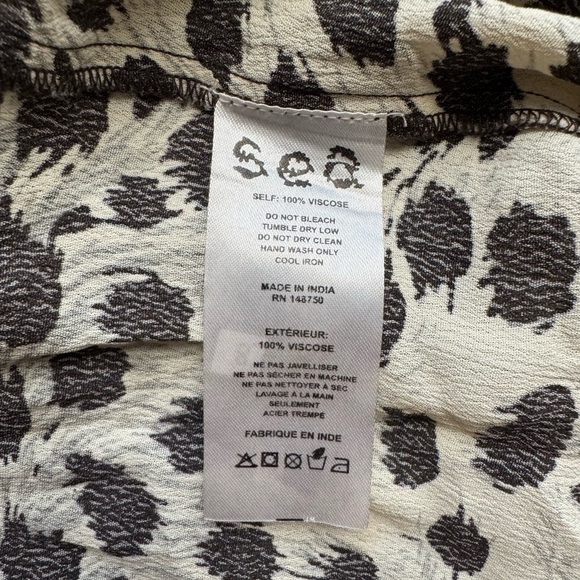 Sea
SELF: 100% VISCOSE
DO NOT BLEACH
TUMBLE DRY LOW
DO NOT DRY CLEAN
HAND WASH ONLY
COOL IRON
MADE IN INDIA
RN 148750
EXTÉRIEUR:
100% VISCOSE
NE PAS JAVELLISER
NE PAS SÉCHER EN MACHINE
NE PAS NETTOYER À SEC
LAVAGE À LA MAIN
SEULEMENT
ACIER TREMPÉ
FABRIQUE EN INDE